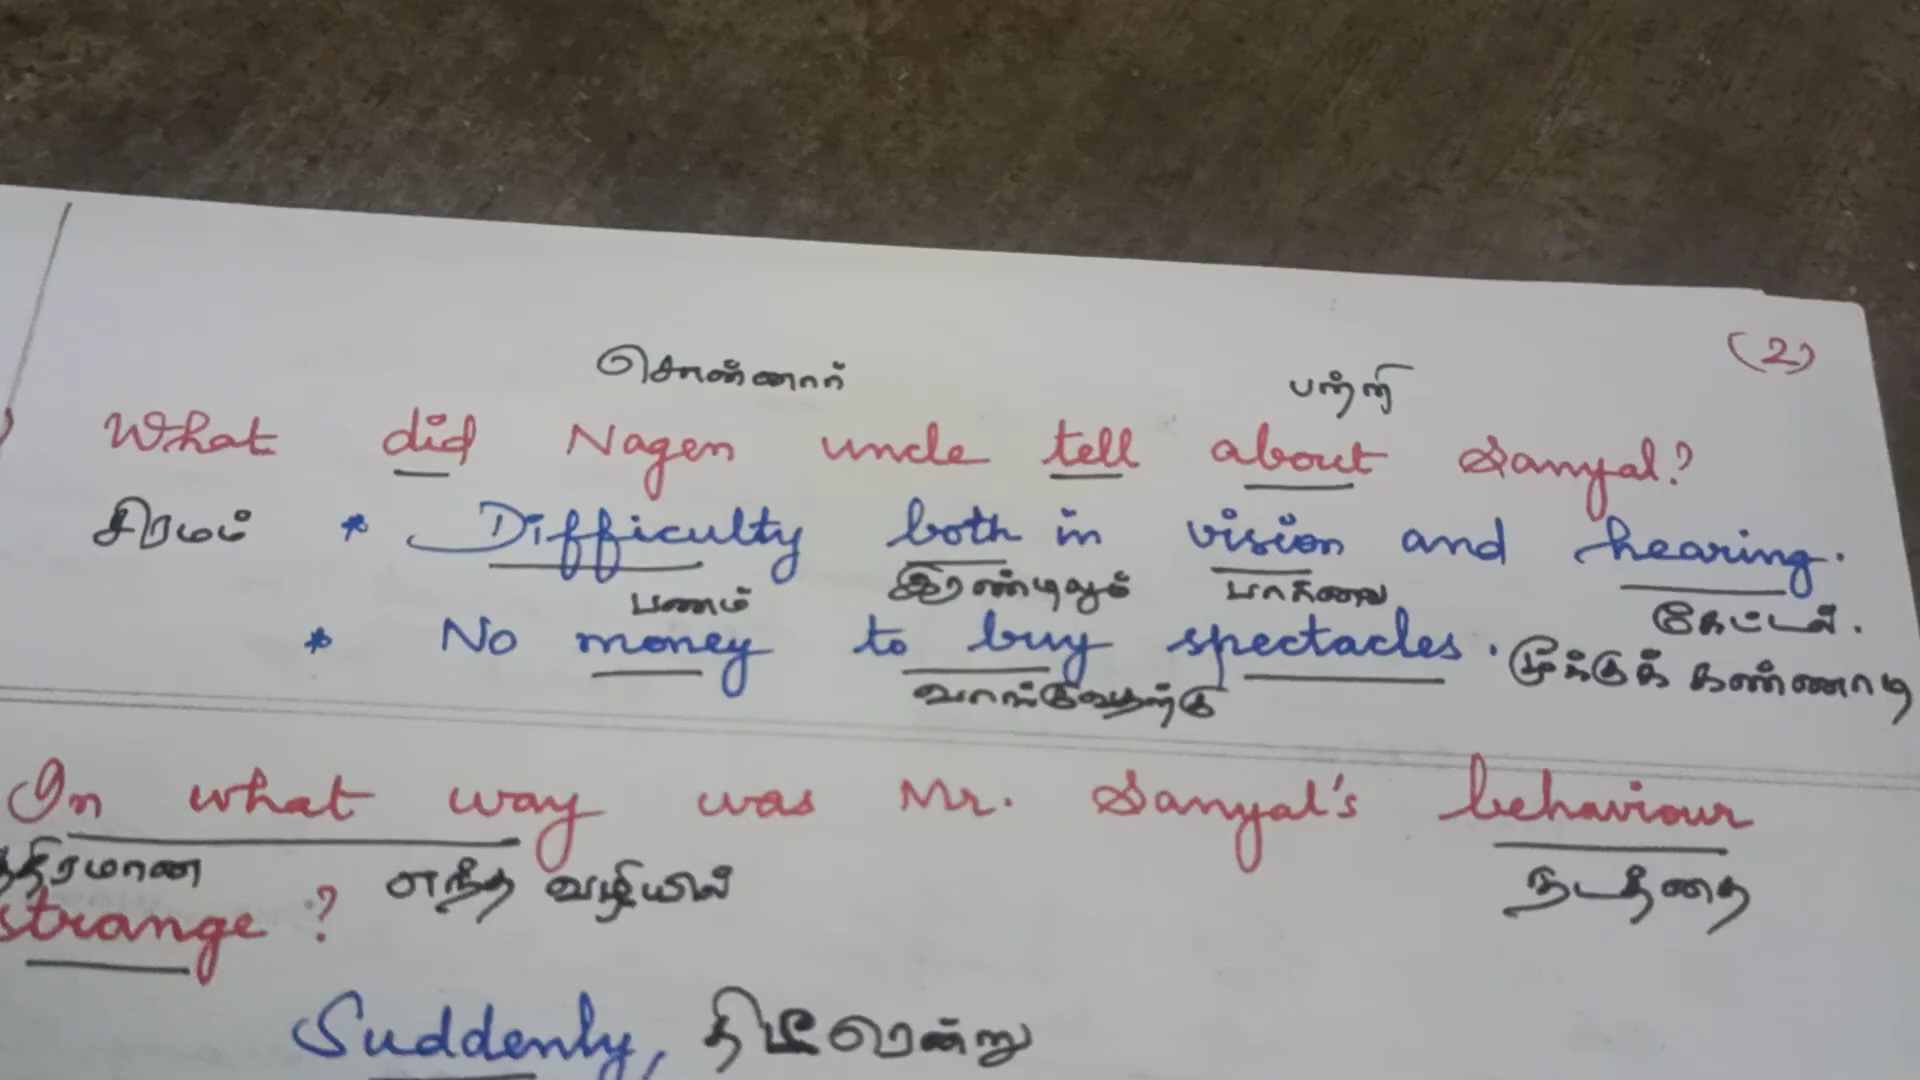 (2)
சொன்னார் பற்றி
What did Nagen uncle tell about Sanyal?
சிரமம் * Difficulty both in vision and hearing.
பணம் இரண்டிலும் பார்வை கேட்டல்.
* No money to buy spectacles. மூக்குக் கண்ணாடி
வாங்குவதற்கு
In what way was Mr. Sanyal's behaviour
எந்த வழியில் நடத்தை
strange?
Suddenly, திடீரென்று